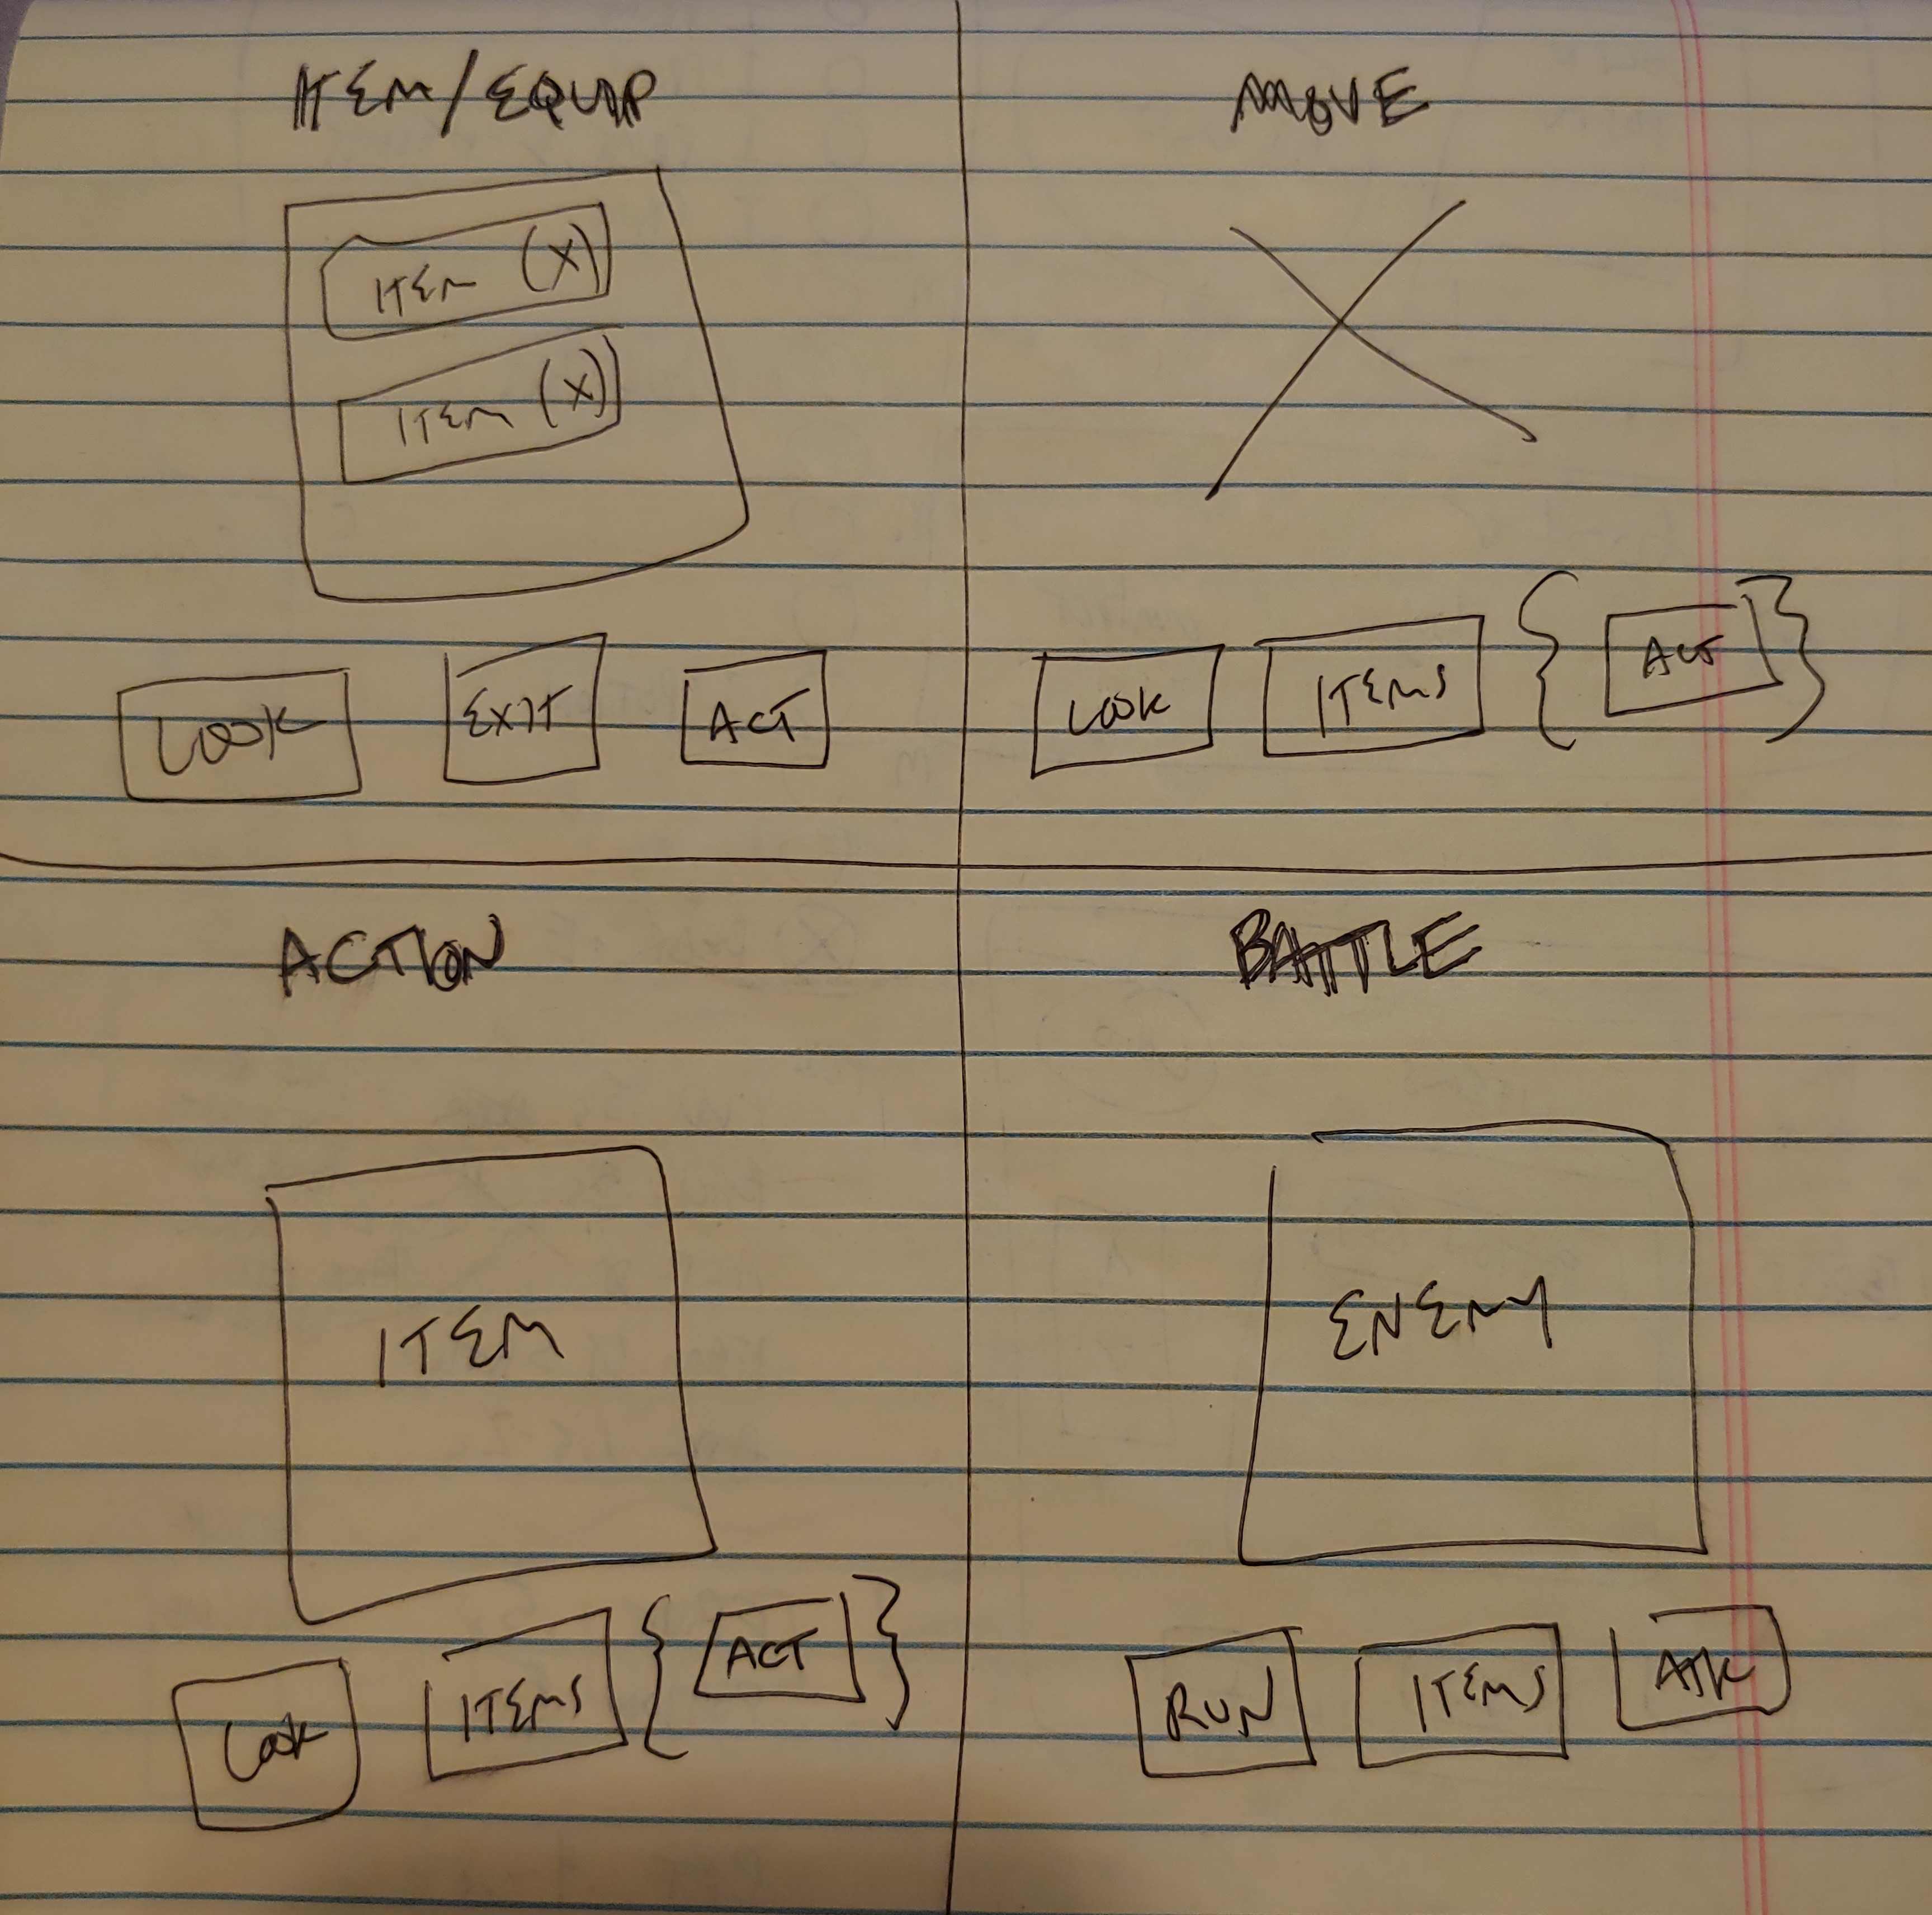 ITEM/EQUIP
ITEM (X)
ITEM (X)
LOOK EXIT ACT
MOVE
LOOK ITEMS { ACT }
ACTION
ITEM
LOOK ITEMS { ACT }
BATTLE
ENEMY
RUN ITEMS ATK